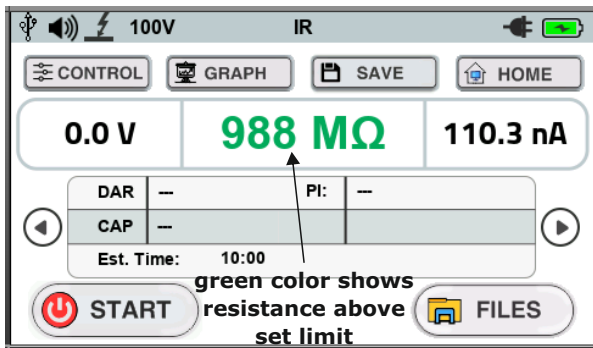 100V IR
CONTROL GRAPH SAVE HOME
0.0 V 988 MΩ 110.3 nA
DAR --- PI: ---
CAP ---
Est. Time: 10:00
green color shows
resistance above
set limit
START FILES